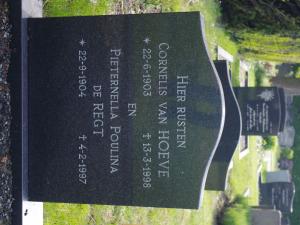 HIER RUSTEN
CORNELIS VAN HOEVE
* 22-6-1903 † 13-3-1998
EN
PIETERNELLA POULINA
DE REGT
* 22-9-1904 † 4-2-1997